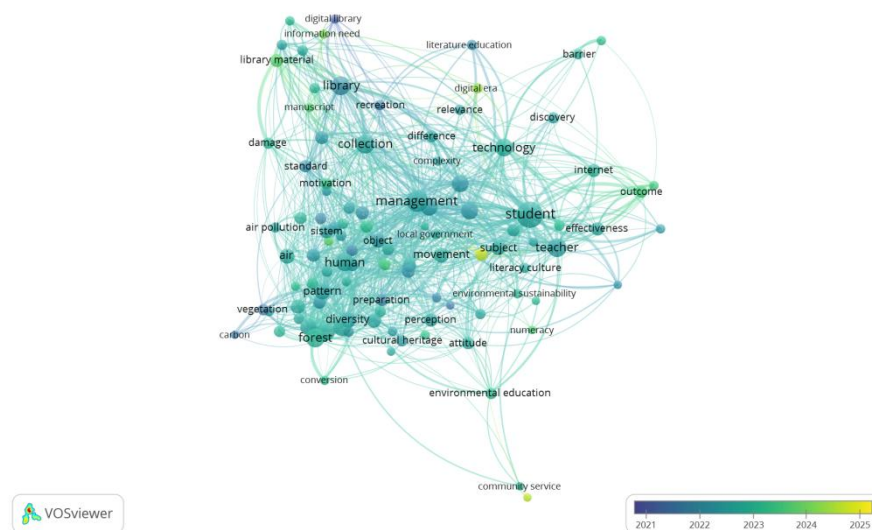 digital library
information need
literature education
barrier
library material
library
digital era
manuscript
recreation
relevance
discovery
damage
difference
collection
technology
complexity
standard
internet
motivation
outcome
management
student
air pollution
sistem
local government
effectiveness
object
subject
teacher
air
human
movement
literacy culture
pattern
environmental sustainability
preparation
vegetation
diversity
perception
numeracy
carbon
forest
cultural heritage
attitude
conversion
environmental education
community service
VOSviewer
2021 2022 2023 2024 2025